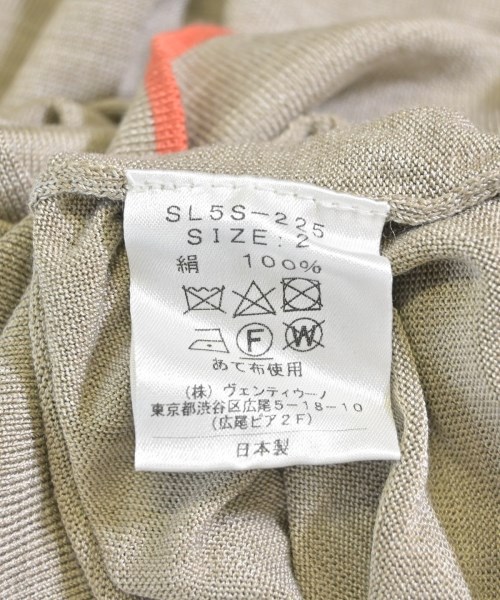 SL5S-225
SIZE: 2
絹 100%
F W
あて布使用
(株) ヴェンティウーノ
東京都渋谷区広尾5-18-10
(広尾ピア2F)
日本製